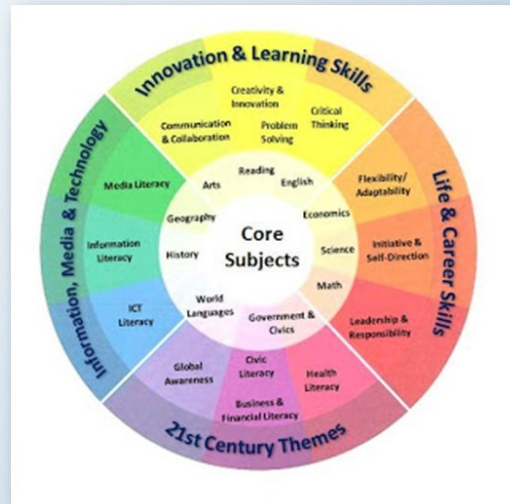 Innovation & Learning Skills
Creativity &
Innovation
Critical
Thinking
Communication
& Collaboration
Problem
Solving
Information, Media & Technology
Media Literacy
Information
Literacy
ICT
Literacy
Life & Career Skills
Flexibility/
Adaptability
Initiative &
Self-Direction
Leadership &
Responsibility
Reading
Arts
English
Geography
Economics
History
Science
Math
World
Languages
Government &
Civics
Core
Subjects
Global
Awareness
Civic
Literacy
Health
Literacy
Business &
Financial Literacy
21st Century Themes